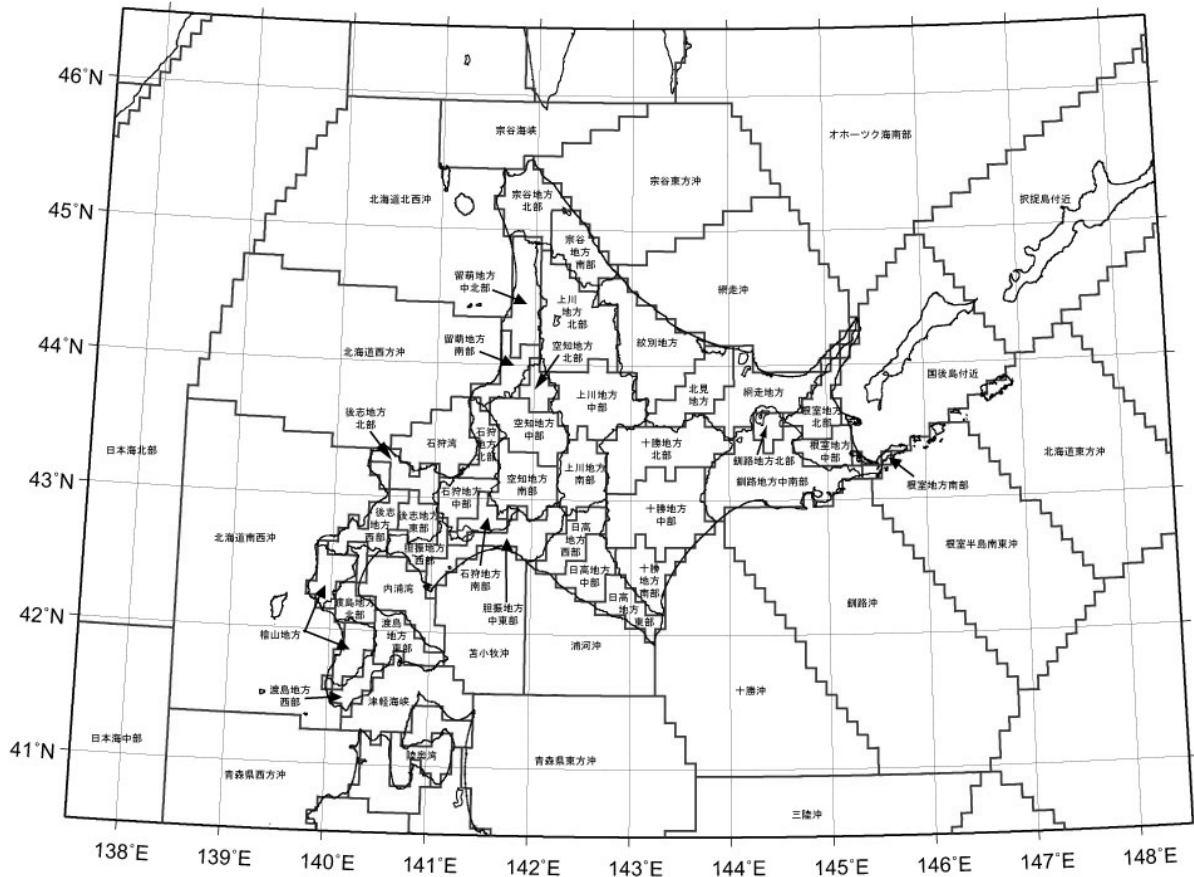 46°N
45°N
44°N
43°N
42°N
41°N
138°E
139°E
140°E
141°E
142°E
143°E
144°E
145°E
146°E
147°E
148°E
宗谷海峡
オホーツク海南部
北海道北西沖
宗谷地方
北部
宗谷東方沖
択捉島付近
宗谷
地方
南部
留萌地方
中北部
上川
地方
北部
網走沖
留萌地方
南部
空知地方
北部
紋別地方
北海道西方沖
国後島付近
北見
地方
網走地方
上川地方
中部
後志地方
北部
石狩湾
石狩
地方
北部
空知地方
中部
根室地方
北部
日本海北部
十勝地方
北部
釧路地方北部
根室地方
中部
北海道東方沖
石狩地方
中部
空知地方
南部
上川地方
南部
釧路地方中南部
根室地方南部
後志
地方
西部
後志地方
東部
十勝地方
中部
北海道南西沖
胆振地方
西部
日高
地方
西部
根室半島南東沖
内浦湾
石狩地方
南部
日高地方
中部
十勝
地方
南部
渡島地方
北部
胆振地方
中東部
日高
地方
東部
釧路沖
檜山地方
渡島
地方
東部
苫小牧沖
浦河沖
渡島地方
西部
津軽海峡
十勝沖
日本海中部
青森県西方沖
陸奥湾
青森県東方沖
三陸沖